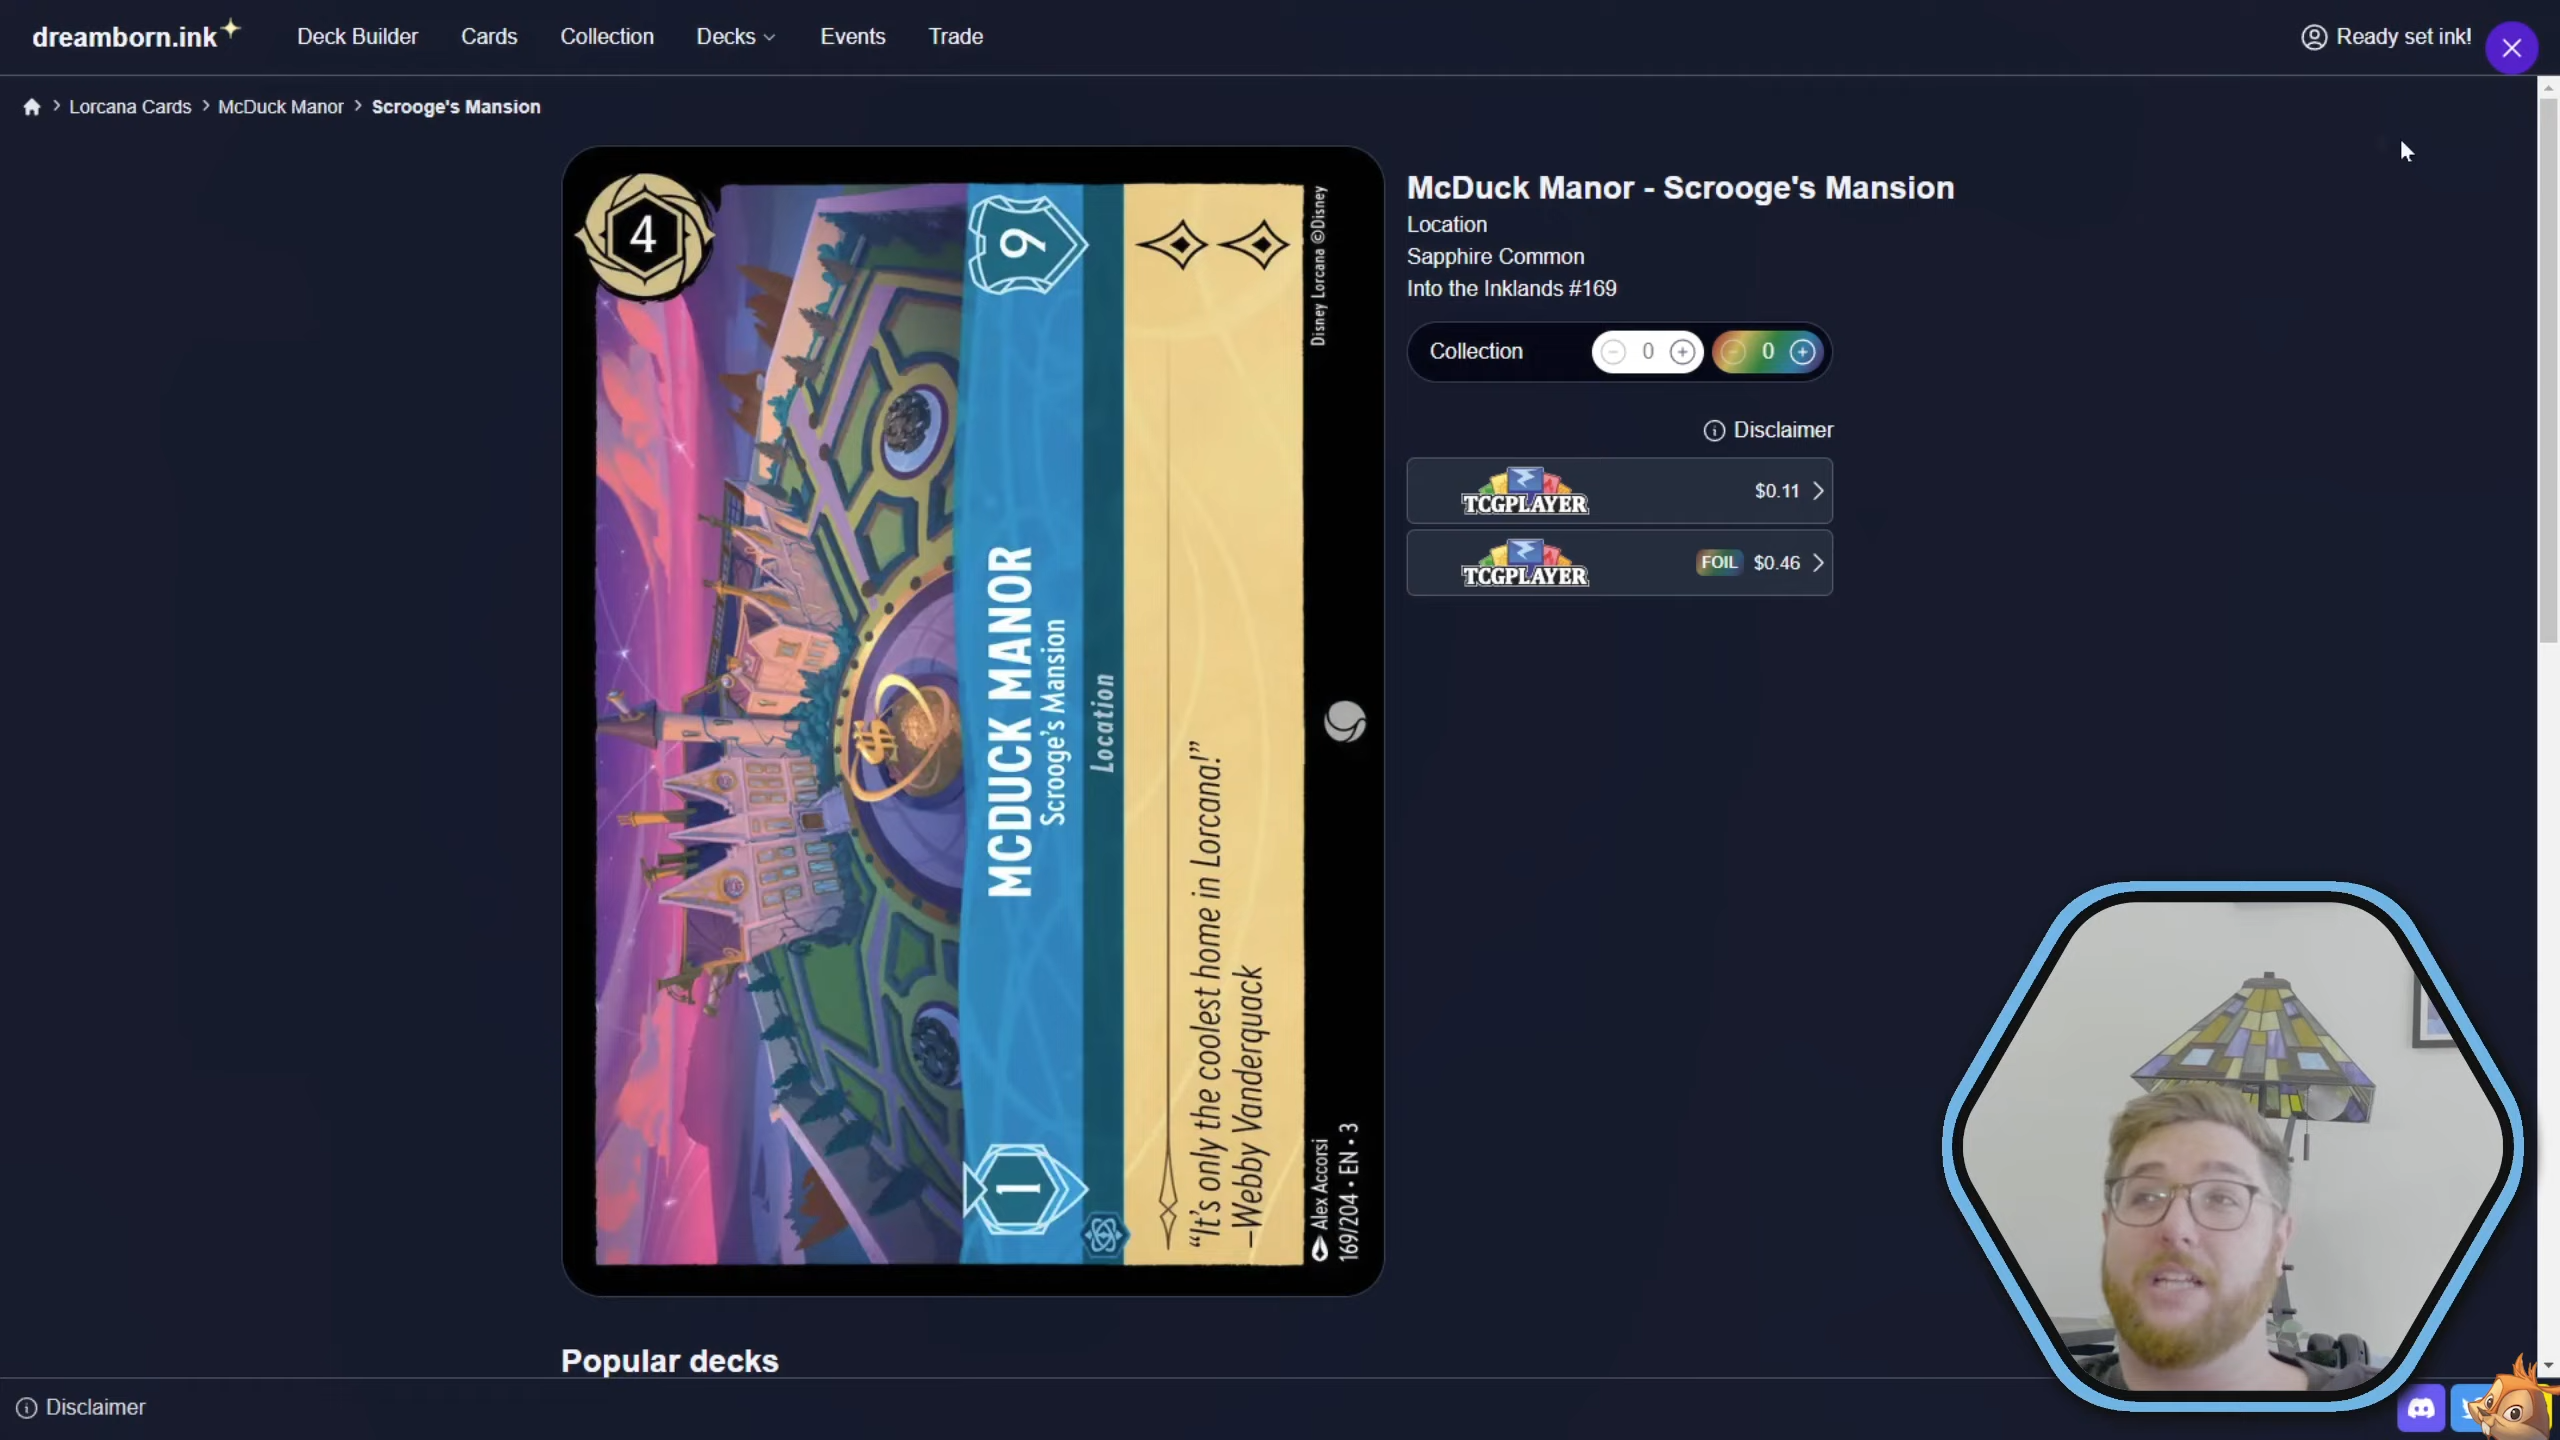 dreamborn.ink
Deck Builder
Cards
Collection
Decks
Events
Trade
Ready set ink!
Lorcana Cards > McDuck Manor > Scrooge's Mansion
4
MCDUCK MANOR
Scrooge's Mansion
Location
1
9
"It's only the coolest home in Lorcana!"
–Webby Vanderquack
Alex Accorsi
169/204 • EN • 3
Disney Lorcana ©Disney
McDuck Manor - Scrooge's Mansion
Location
Sapphire Common
Into the Inklands #169
Collection 0 0
Disclaimer
TCGPLAYER $0.11
TCGPLAYER FOIL $0.46
Popular decks
Disclaimer